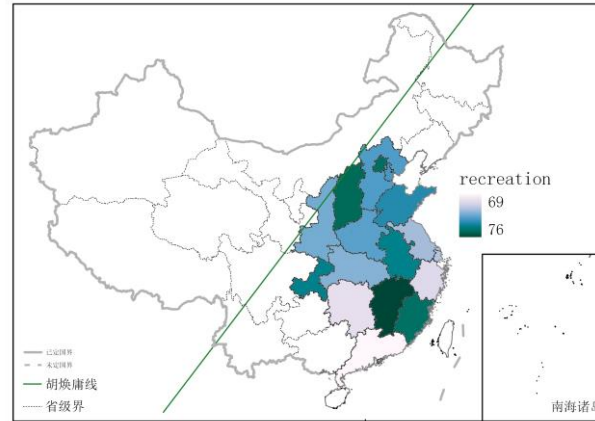 recreation
69
76
已定国界
未定国界
胡焕庸线
省级界
南海诸岛